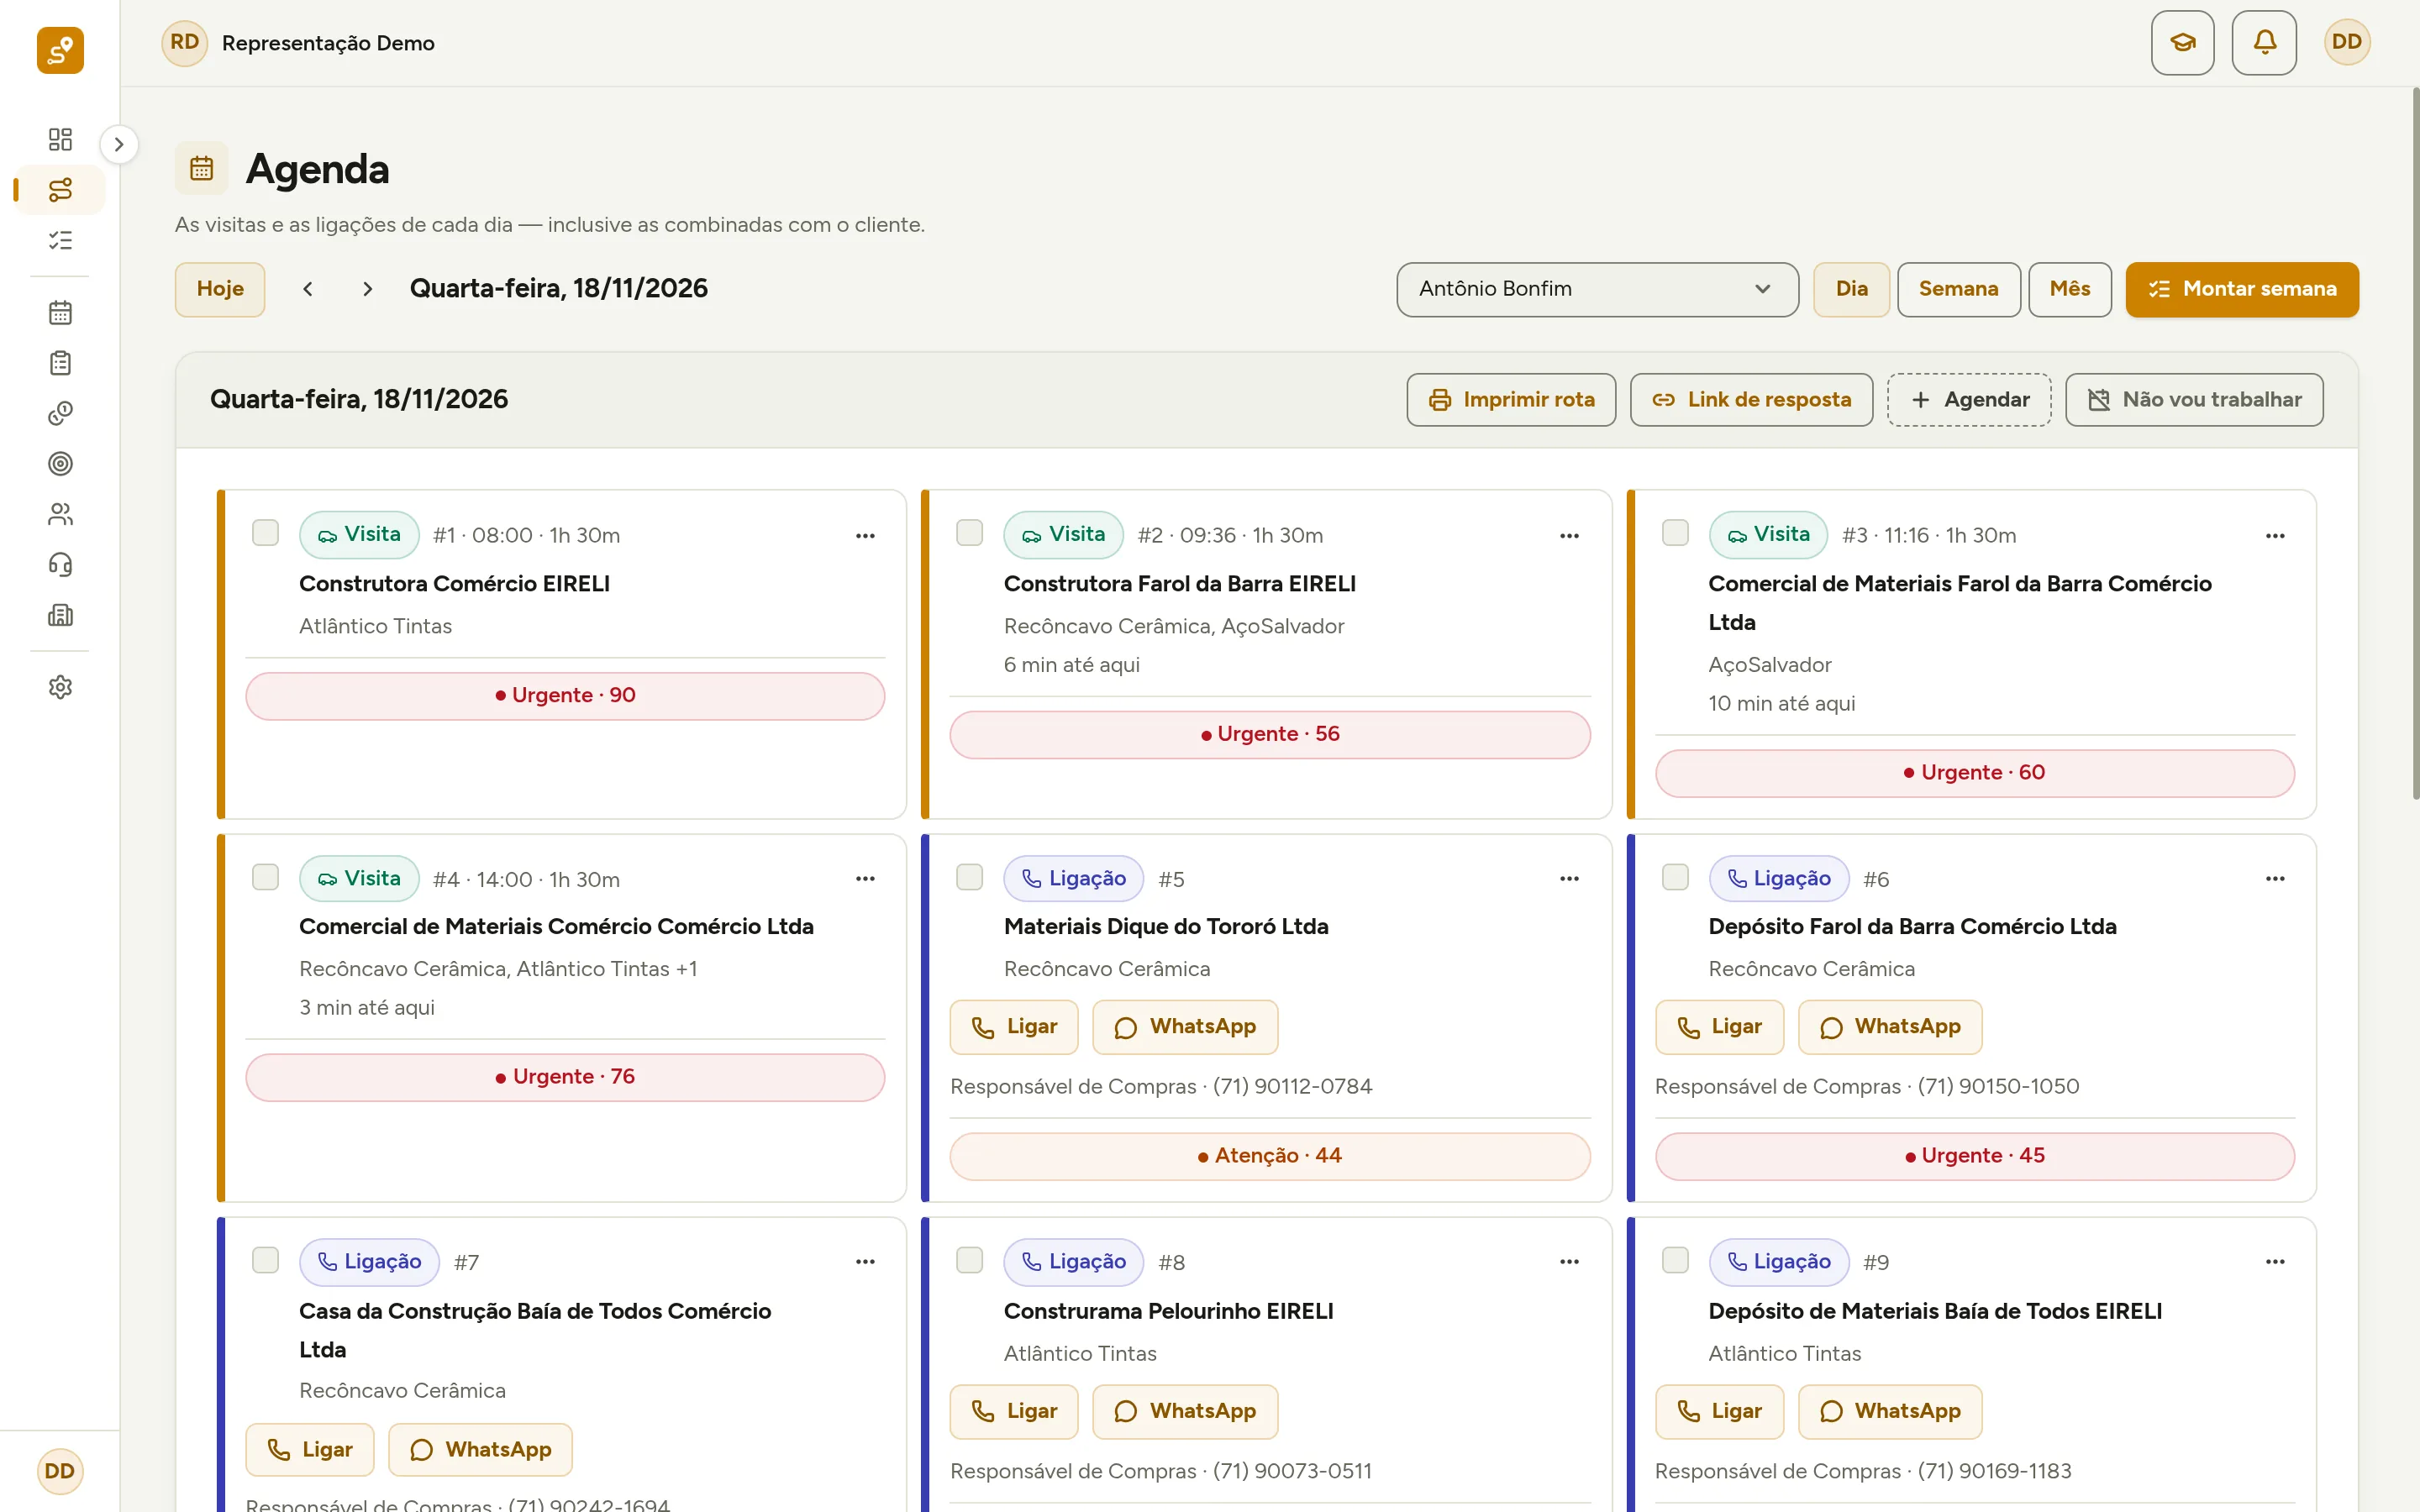 RD Representação Demo
DD
Agenda
As visitas e as ligações de cada dia — inclusive as combinadas com o cliente.
Hoje
Quarta-feira, 18/11/2026
Antônio Bonfim
Dia
Semana
Mês
Montar semana
Quarta-feira, 18/11/2026
Imprimir rota
Link de resposta
Agendar
Não vou trabalhar
Visita #1 · 08:00 · 1h 30m
Construtora Comércio EIRELI
Atlântico Tintas
Urgente · 90
Visita #2 · 09:36 · 1h 30m
Construtora Farol da Barra EIRELI
Recôncavo Cerâmica, AçoSalvador
6 min até aqui
Urgente · 56
Visita #3 · 11:16 · 1h 30m
Comercial de Materiais Farol da Barra Comércio
Ltda
AçoSalvador
10 min até aqui
Urgente · 60
Visita #4 · 14:00 · 1h 30m
Comercial de Materiais Comércio Comércio Ltda
Recôncavo Cerâmica, Atlântico Tintas +1
3 min até aqui
Urgente · 76
Ligação #5
Materiais Dique do Tororó Ltda
Recôncavo Cerâmica
Ligar
WhatsApp
Responsável de Compras · (71) 90112-0784
Atenção · 44
Ligação #6
Depósito Farol da Barra Comércio Ltda
Recôncavo Cerâmica
Ligar
WhatsApp
Responsável de Compras · (71) 90150-1050
Urgente · 45
Ligação #7
Casa da Construção Baía de Todos Comércio
Ltda
Recôncavo Cerâmica
Ligar
WhatsApp
Responsável de Compras · (71) 90242-1694
Ligação #8
Construrama Pelourinho EIRELI
Atlântico Tintas
Ligar
WhatsApp
Responsável de Compras · (71) 90073-0511
Ligação #9
Depósito de Materiais Baía de Todos EIRELI
Atlântico Tintas
Ligar
WhatsApp
Responsável de Compras · (71) 90169-1183
DD